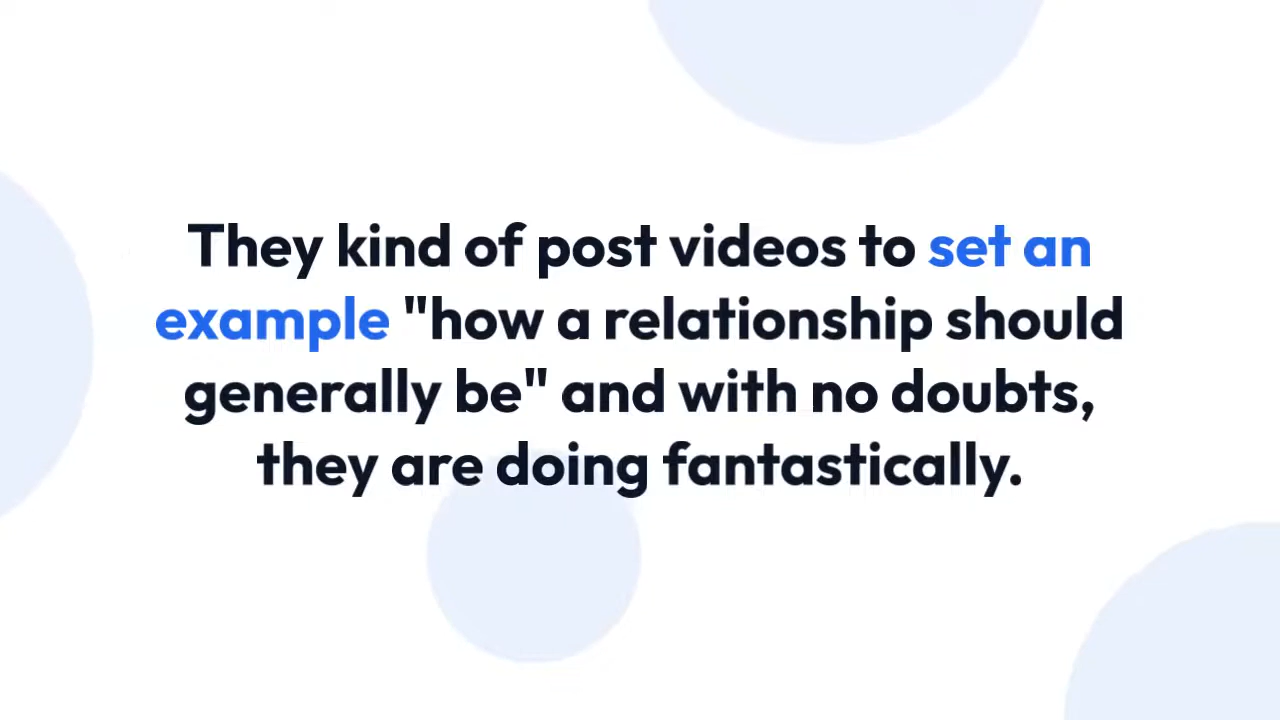 They kind of post videos to set an
example "how a relationship should
generally be" and with no doubts,
they are doing fantastically.